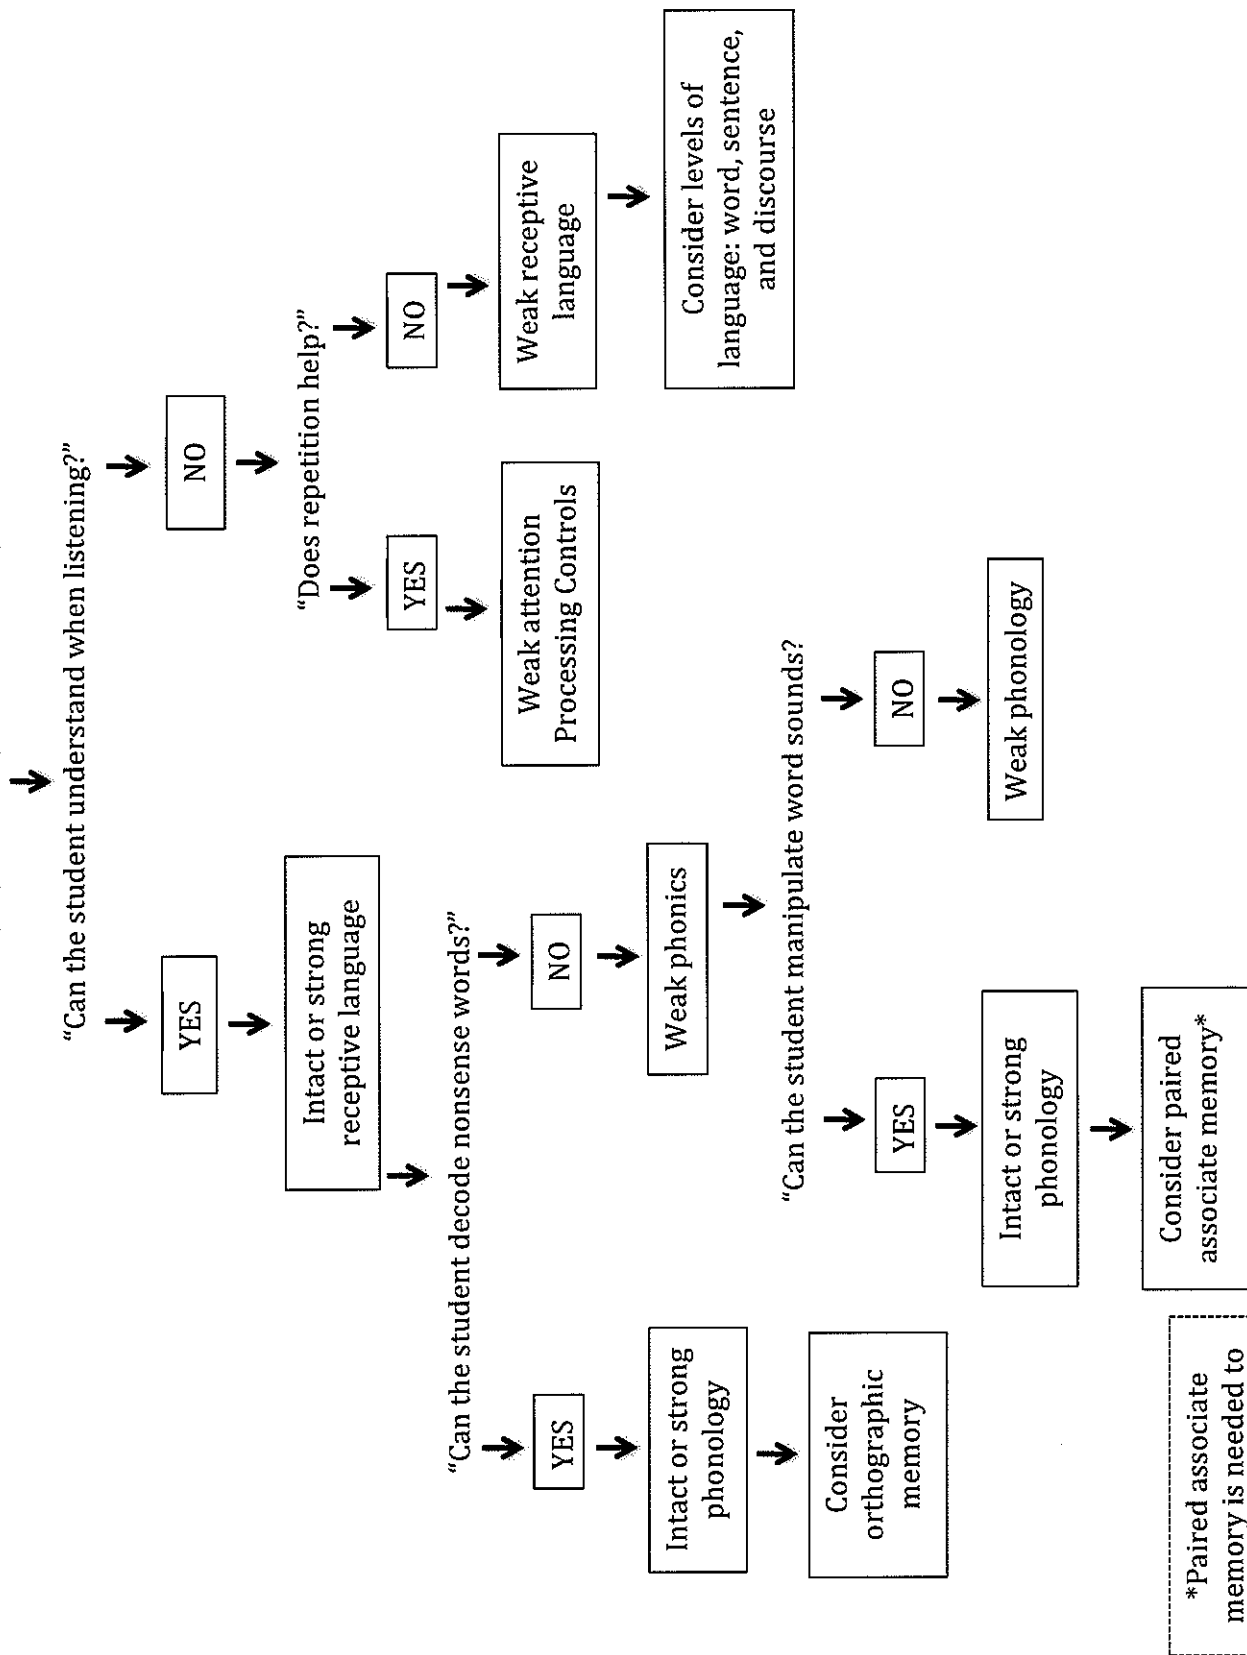 “Can the student understand when listening?”
YES
NO
Intact or strong
receptive language
“Does repetition help?”
YES
NO
Weak attention
Processing Controls
Weak receptive
language
Consider levels of
language: word, sentence,
and discourse
“Can the student decode nonsense words?”
YES
NO
Intact or strong
phonology
Consider
orthographic
memory
Weak phonics
“Can the student manipulate word sounds?
YES
NO
Intact or strong
phonology
Weak phonology
Consider paired
associate memory*
*Paired associate
memory is needed to